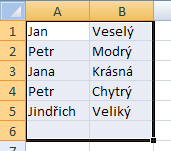 A B
1 Jan Veselý
2 Petr Modrý
3 Jana Krásná
4 Petr Chytrý
5 Jindřich Veliký
6